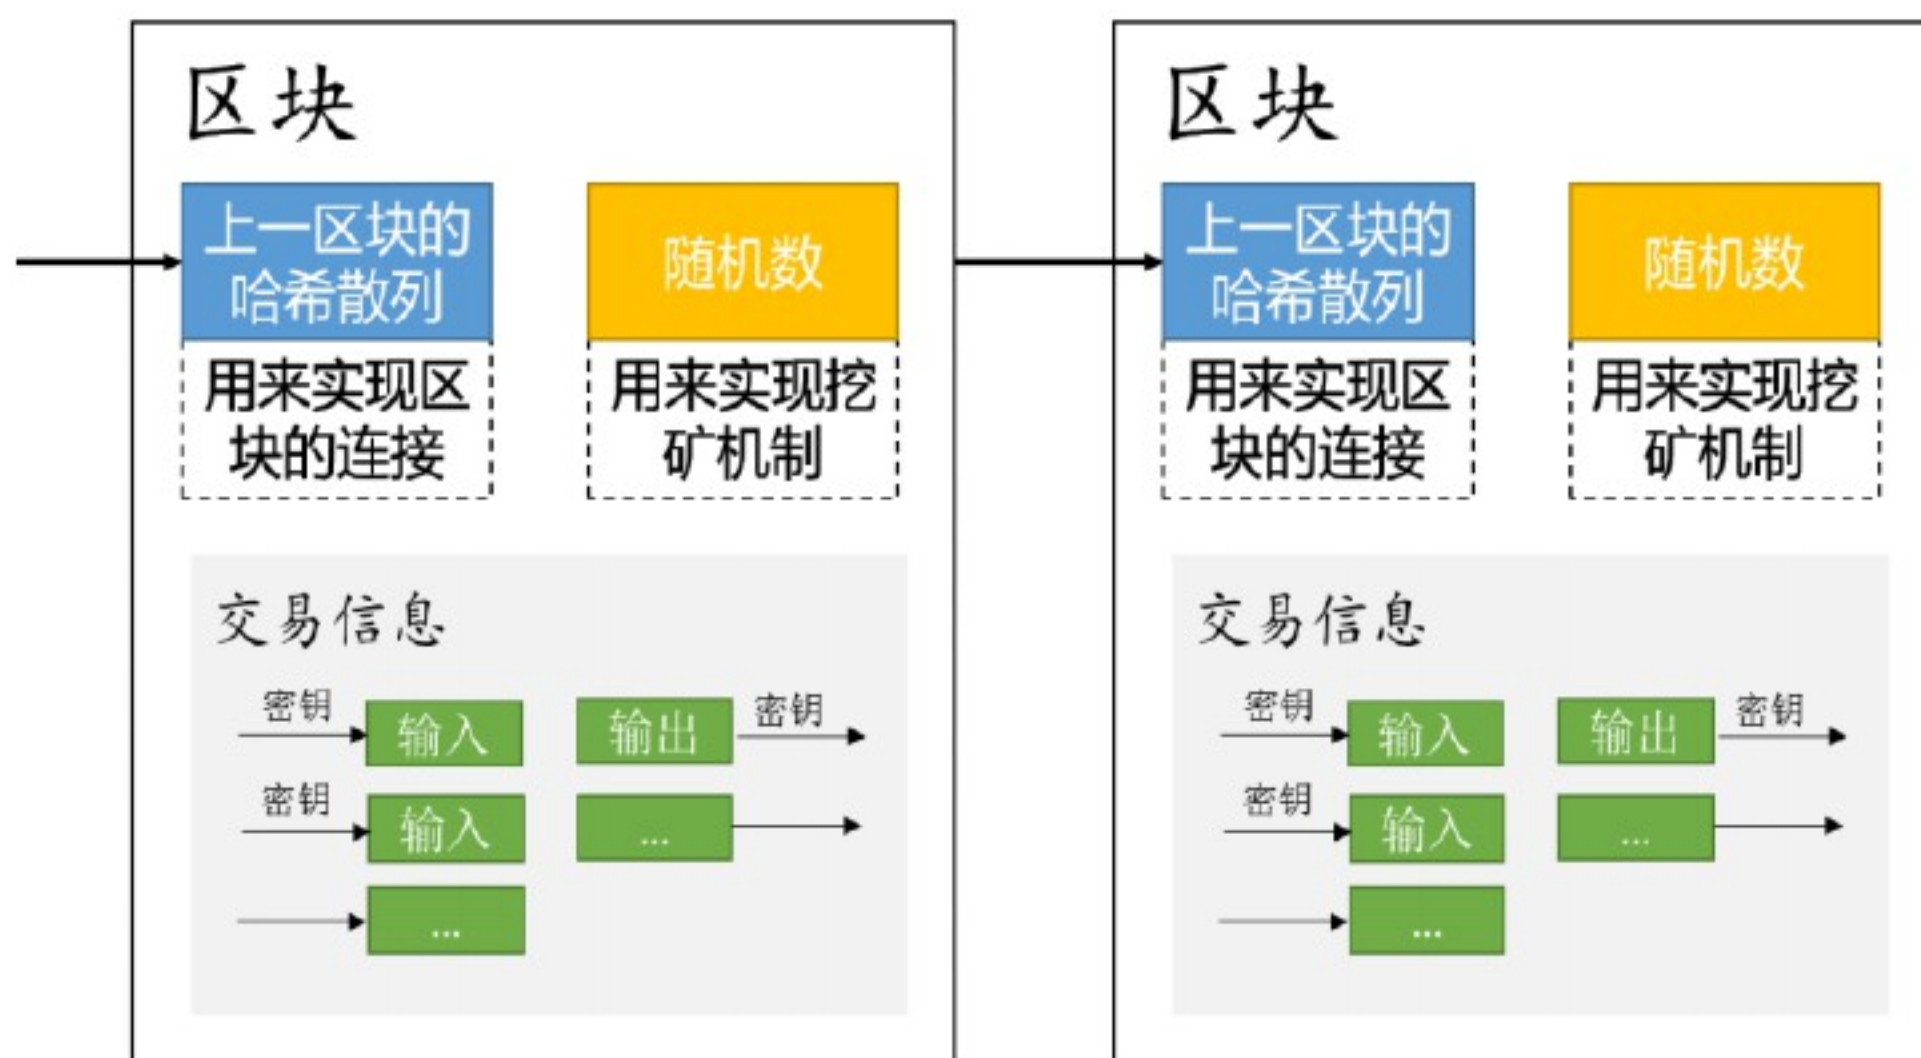 区块
上一区块的
哈希散列
用来实现区
块的连接
随机数
用来实现挖
矿机制
交易信息
密钥
输入
输出
密钥
密钥
输入
...
...
区块
上一区块的
哈希散列
用来实现区
块的连接
随机数
用来实现挖
矿机制
交易信息
密钥
输入
输出
密钥
密钥
输入
...
...